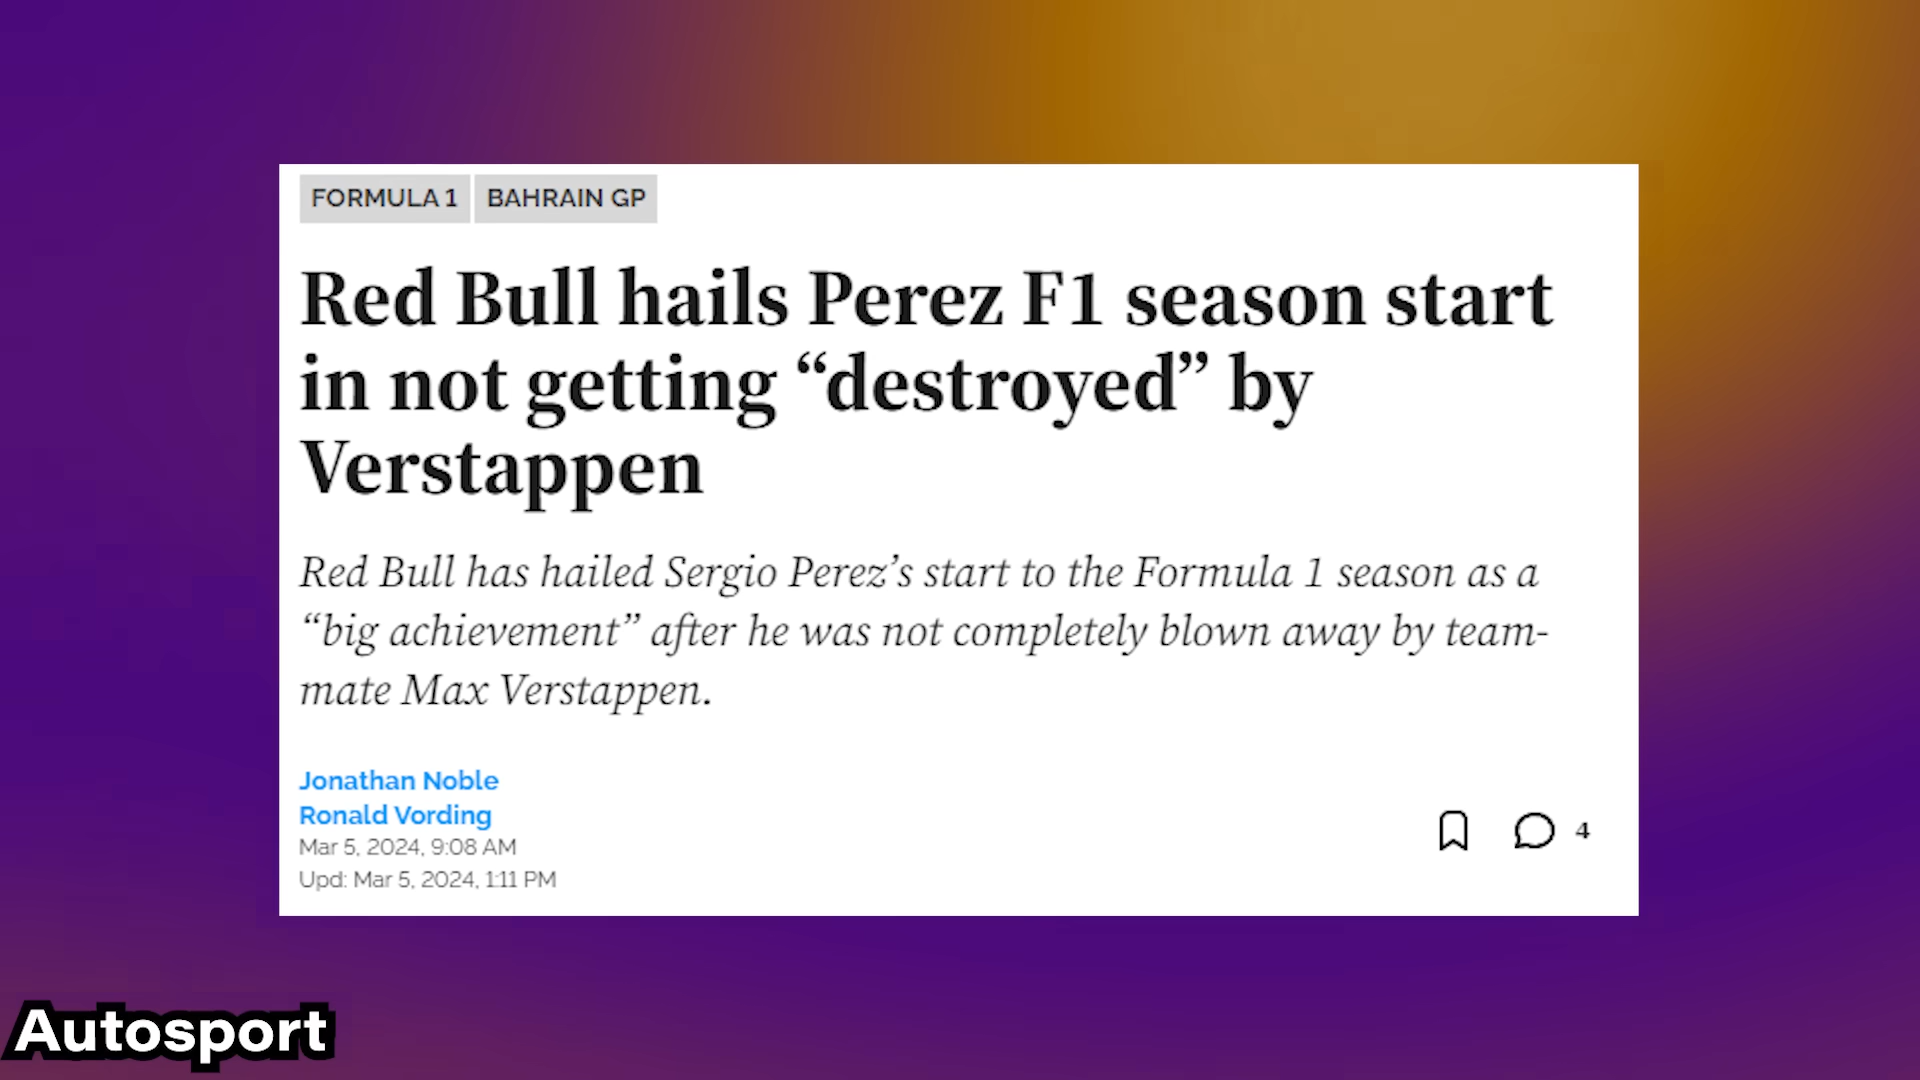 FORMULA 1 BAHRAIN GP
Red Bull hails Perez F1 season start
in not getting “destroyed” by
Verstappen
Red Bull has hailed Sergio Perez’s start to the Formula 1 season as a
“big achievement” after he was not completely blown away by team-
mate Max Verstappen.
Jonathan Noble
Ronald Vording
Mar 5, 2024, 9:08 AM
Upd: Mar 5, 2024, 1:11 PM
4
Autosport